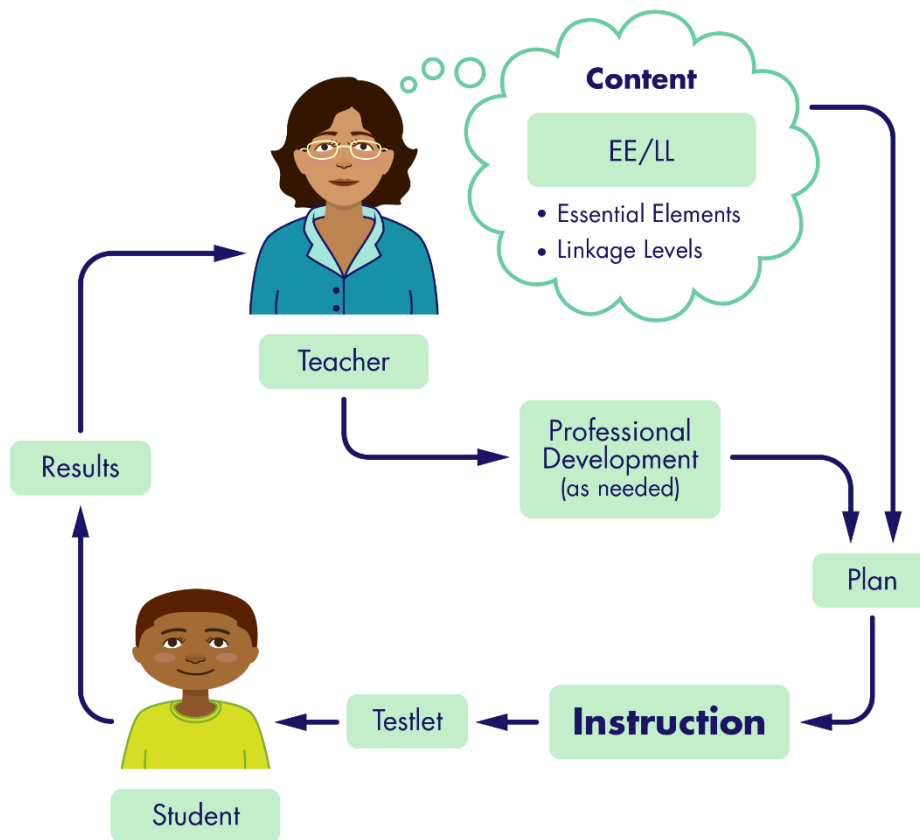 Content
EE/LL
• Essential Elements
• Linkage Levels
Teacher
Professional
Development
(as needed)
Results
Plan
Instruction
Testlet
Student